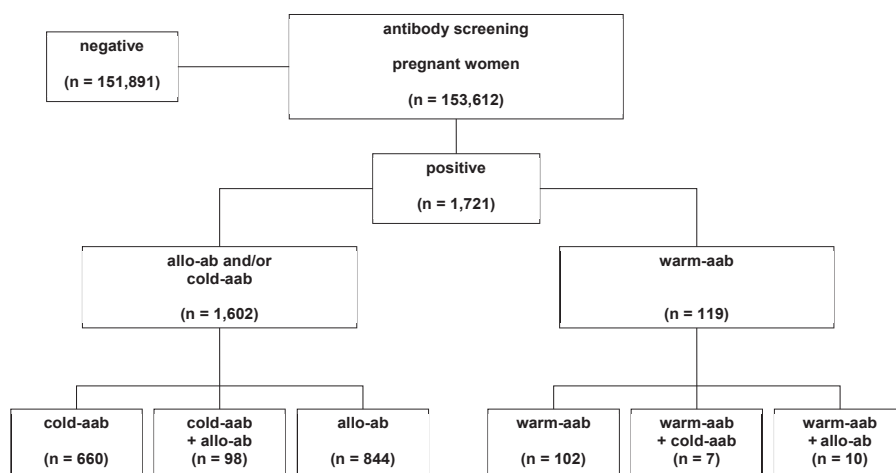 negative
(n = 151,891)
antibody screening
pregnant women
(n = 153,612)
positive
(n = 1,721)
allo-ab and/or
cold-aab
(n = 1,602)
warm-aab
(n = 119)
cold-aab
(n = 660)
cold-aab
+ allo-ab
(n = 98)
allo-ab
(n = 844)
warm-aab
(n = 102)
warm-aab
+ cold-aab
(n = 7)
warm-aab
+ allo-ab
(n = 10)